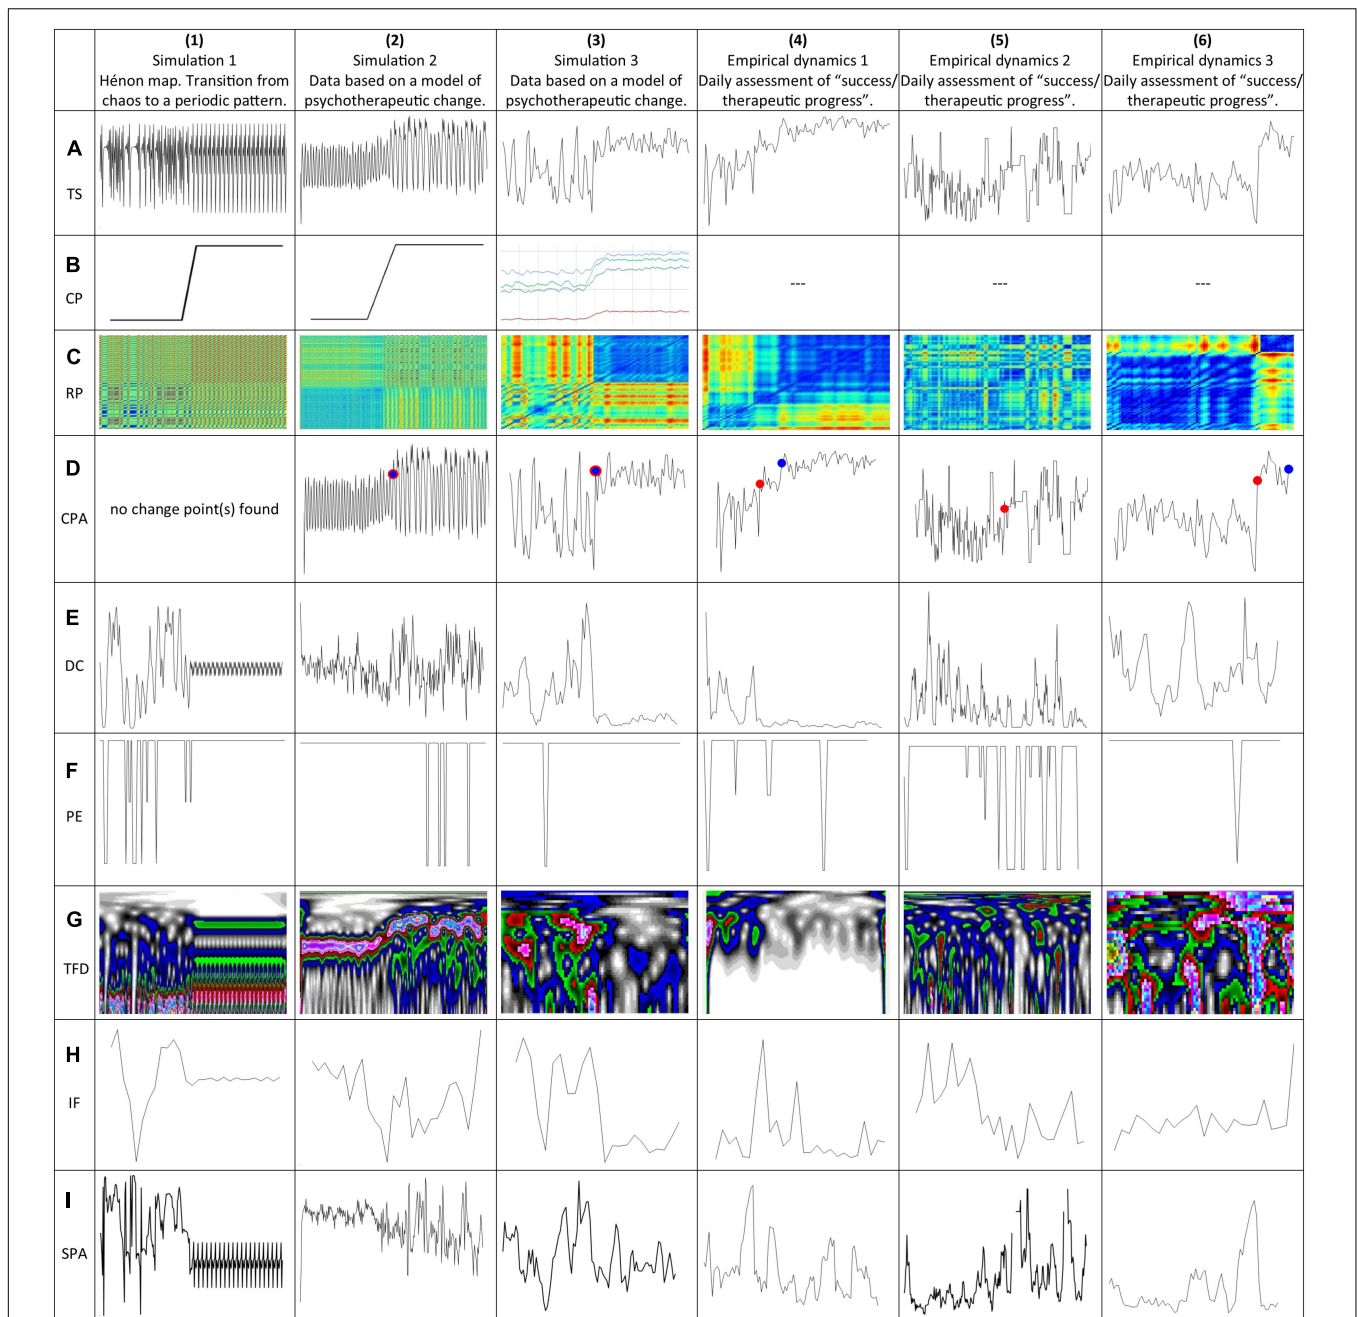 (1) (2) (3) (4) (5) (6)
Simulation 1 Simulation 2 Simulation 3 Empirical dynamics 1 Empirical dynamics 2 Empirical dynamics 3
Hénon map. Transition from Data based on a model of Data based on a model of Daily assessment of “success/ Daily assessment of “success/ Daily assessment of “success/
chaos to a periodic pattern. psychotherapeutic change. psychotherapeutic change. therapeutic progress”. therapeutic progress”. therapeutic progress”.
A
TS
B
CP
--- --- ---
C
RP
D
CPA
no change point(s) found
E
DC
F
PE
G
TFD
H
IF
I
SPA